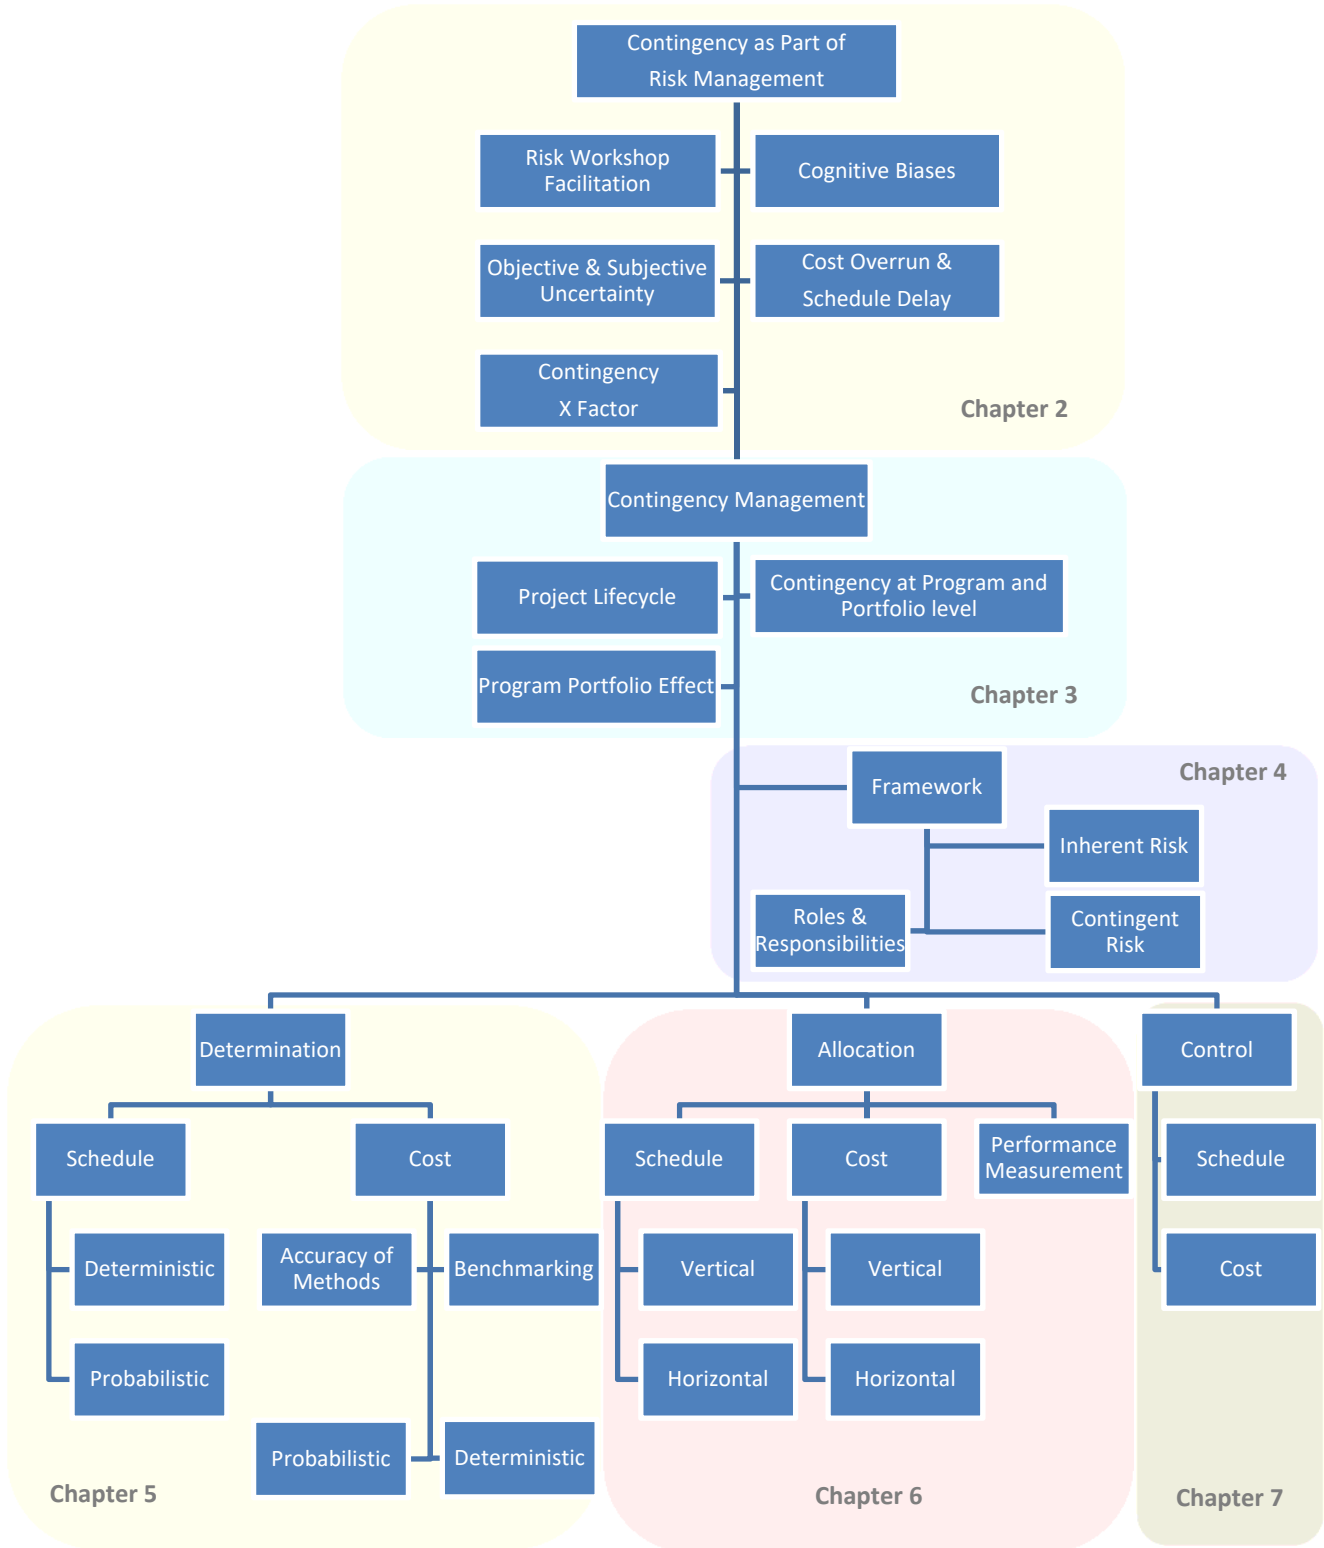 Contingency as Part of
Risk Management
Risk Workshop
Facilitation
Cognitive Biases
Objective & Subjective
Uncertainty
Cost Overrun &
Schedule Delay
Contingency
X Factor
Chapter 2
Contingency Management
Project Lifecycle
Contingency at Program and
Portfolio level
Program Portfolio Effect
Chapter 3
Chapter 4
Framework
Inherent Risk
Roles &
Responsibilities
Contingent
Risk
Determination
Allocation
Control
Schedule
Cost
Schedule
Cost
Performance
Measurement
Schedule
Deterministic
Accuracy of
Methods
Benchmarking
Vertical
Vertical
Cost
Probabilistic
Horizontal
Horizontal
Probabilistic
Deterministic
Chapter 5
Chapter 6
Chapter 7